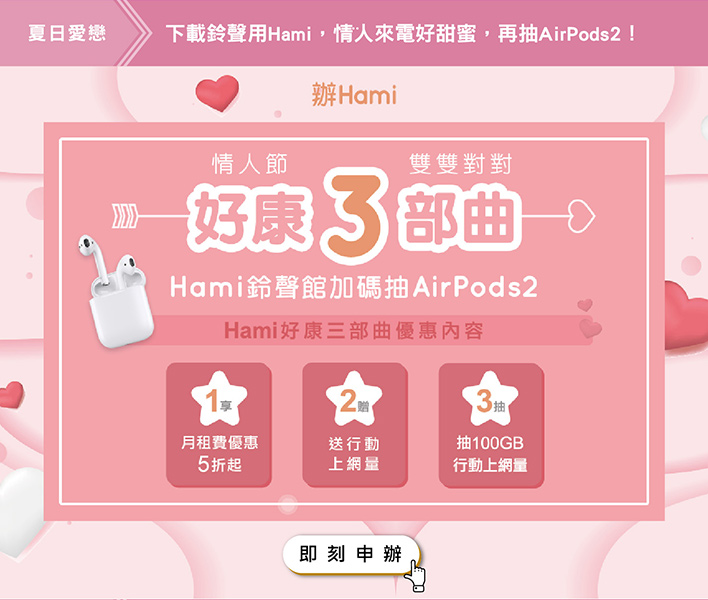 夏日愛戀
下載鈴聲用Hami，情人來電好甜蜜，再抽AirPods2！
辦Hami
情人節 雙雙對對
好康3部曲
Hami鈴聲館加碼抽AirPods2
Hami好康三部曲優惠內容
1享
月租費優惠
5折起
2贈
送行動
上網量
3抽
抽100GB
行動上網量
即刻申辦